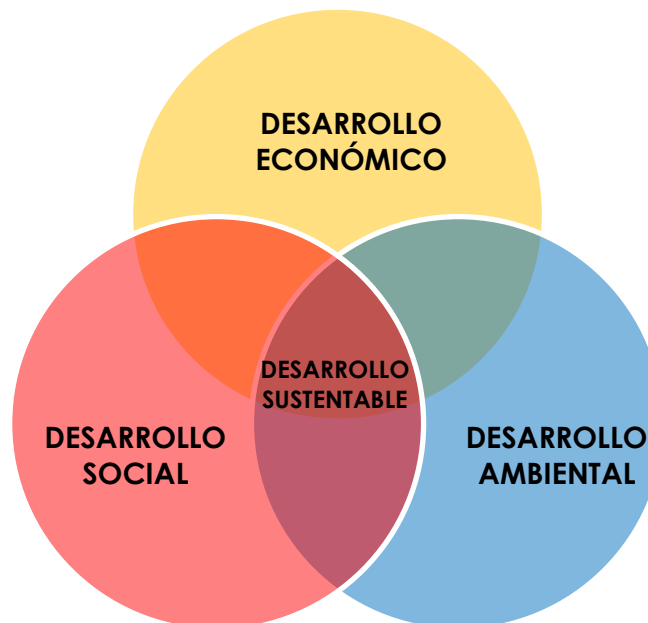 DESARROLLO
ECONÓMICO
DESARROLLO
SUSTENTABLE
DESARROLLO
SOCIAL
DESARROLLO
AMBIENTAL